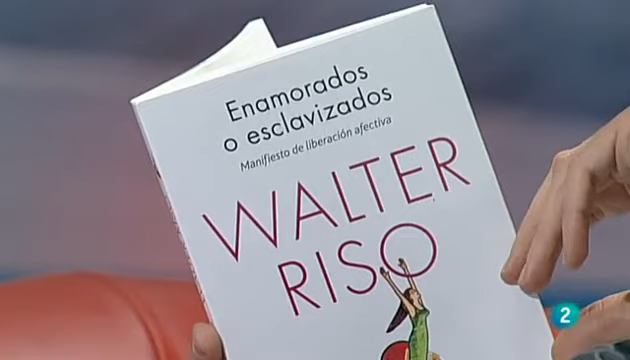 Enamorados
o esclavizados
Manifiesto de liberación afectiva
WALTER
RISO
2